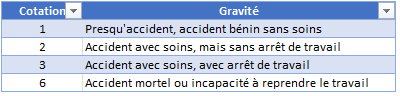 Cotation Gravité
1 Presqu'accident, accident bénin sans soins
2 Accident avec soins, mais sans arrêt de travail
3 Accident avec soins, avec arrêt de travail
6 Accident mortel ou incapacité à reprendre le travail